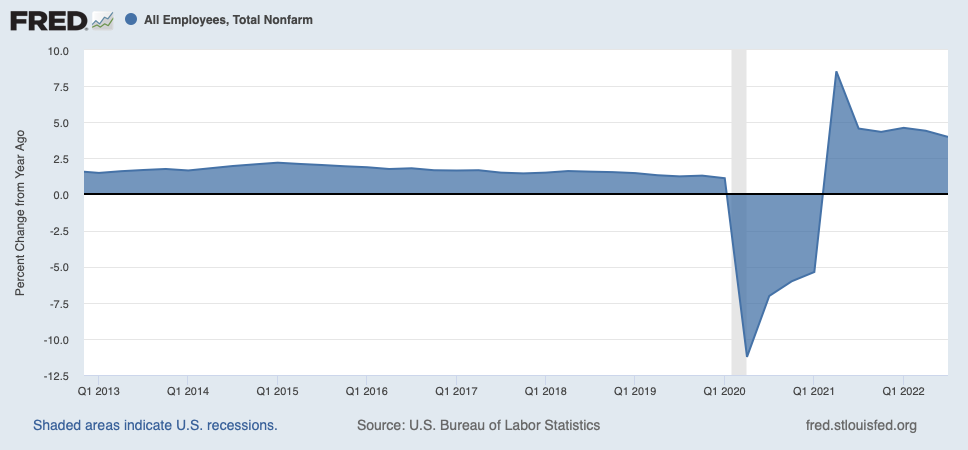 FRED® All Employees, Total Nonfarm
Percent Change from Year Ago
10.0
7.5
5.0
2.5
0.0
-2.5
-5.0
-7.5
-10.0
-12.5
Q1 2013 Q1 2014 Q1 2015 Q1 2016 Q1 2017 Q1 2018 Q1 2019 Q1 2020 Q1 2021 Q1 2022
Shaded areas indicate U.S. recessions. Source: U.S. Bureau of Labor Statistics fred.stlouisfed.org